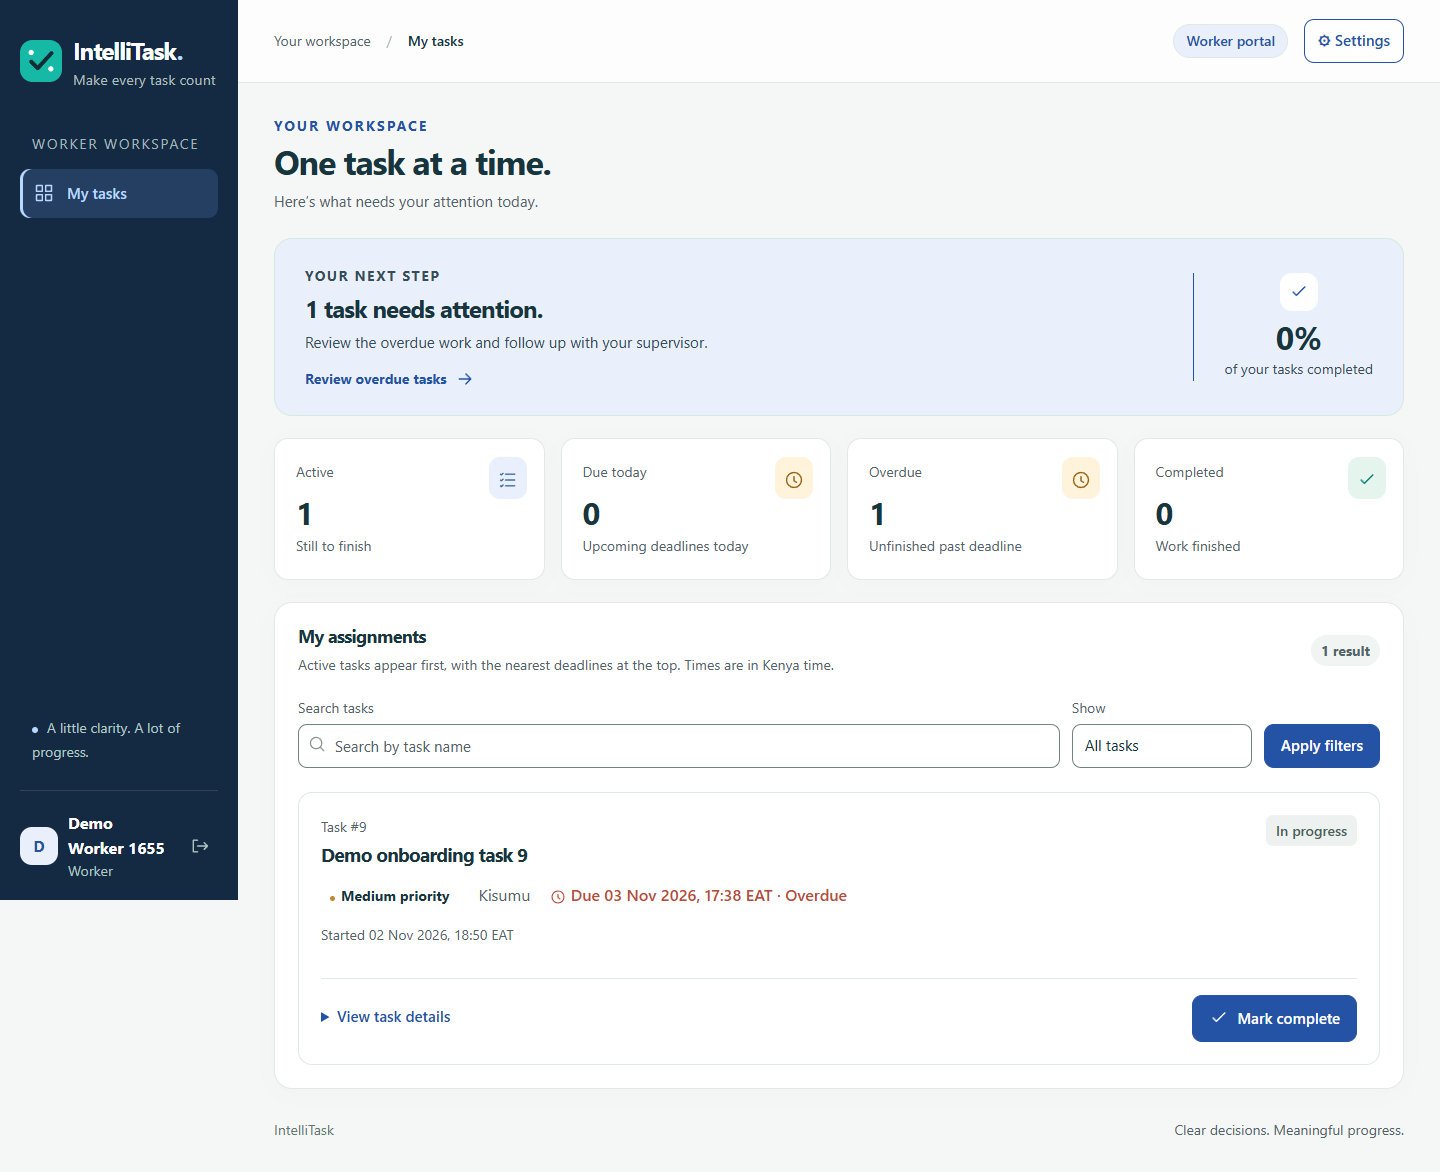 IntelliTask.
Make every task count
WORKER WORKSPACE
My tasks
A little clarity. A lot of
progress.
D
Demo
Worker 1655
Worker
Your workspace / My tasks
Worker portal
Settings
YOUR WORKSPACE
One task at a time.
Here's what needs your attention today.
YOUR NEXT STEP
1 task needs attention.
Review the overdue work and follow up with your supervisor.
Review overdue tasks →
0%
of your tasks completed
Active
1
Still to finish
Due today
0
Upcoming deadlines today
Overdue
1
Unfinished past deadline
Completed
0
Work finished
My assignments
Active tasks appear first, with the nearest deadlines at the top. Times are in Kenya time.
1 result
Search tasks
Search by task name
Show
All tasks
Apply filters
Task #9
In progress
Demo onboarding task 9
Medium priority Kisumu Due 03 Nov 2026, 17:38 EAT · Overdue
Started 02 Nov 2026, 18:50 EAT
View task details
Mark complete
IntelliTask
Clear decisions. Meaningful progress.